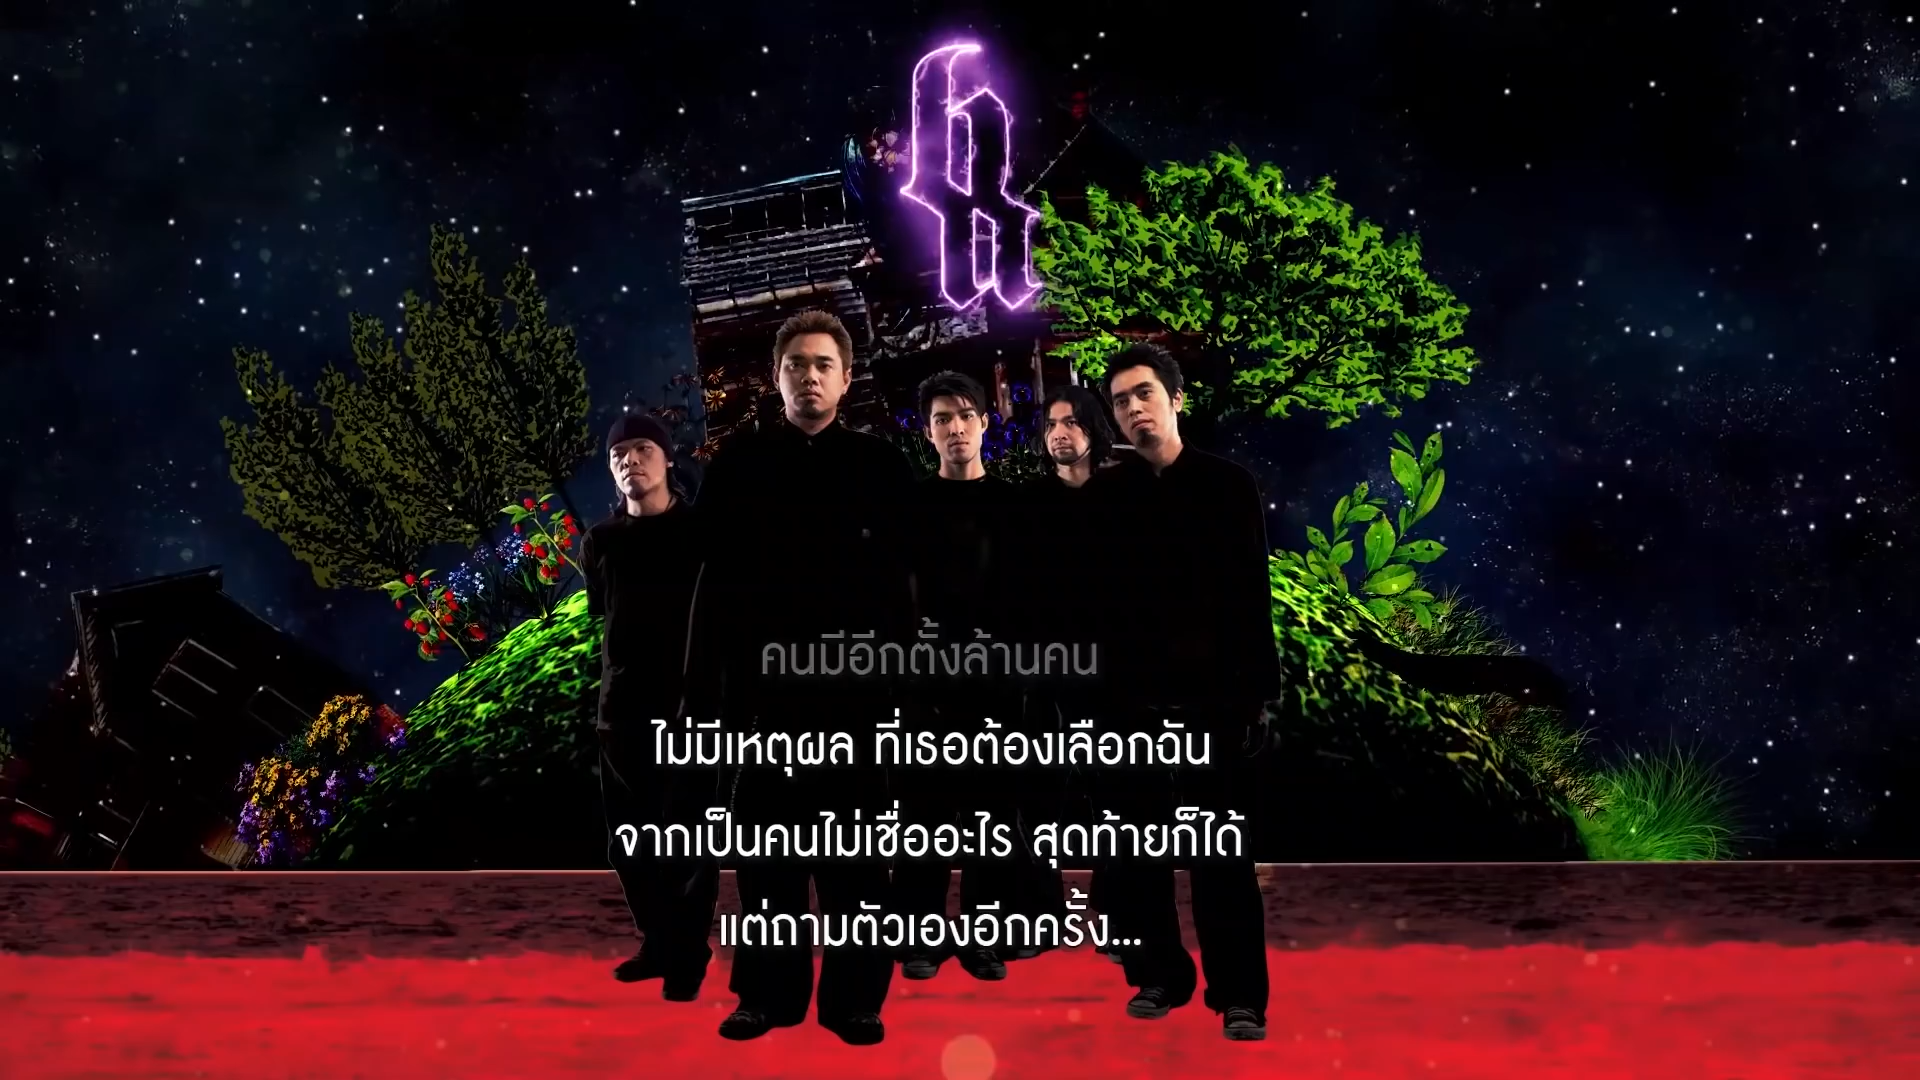 คนมีอีกตั้งล้านคน
ไม่มีเหตุผล ที่เธอต้องเลือกฉัน
จากเป็นคนไม่เชื่ออะไร สุดท้ายก็ได้
แต่ถามตัวเองอีกครั้ง...